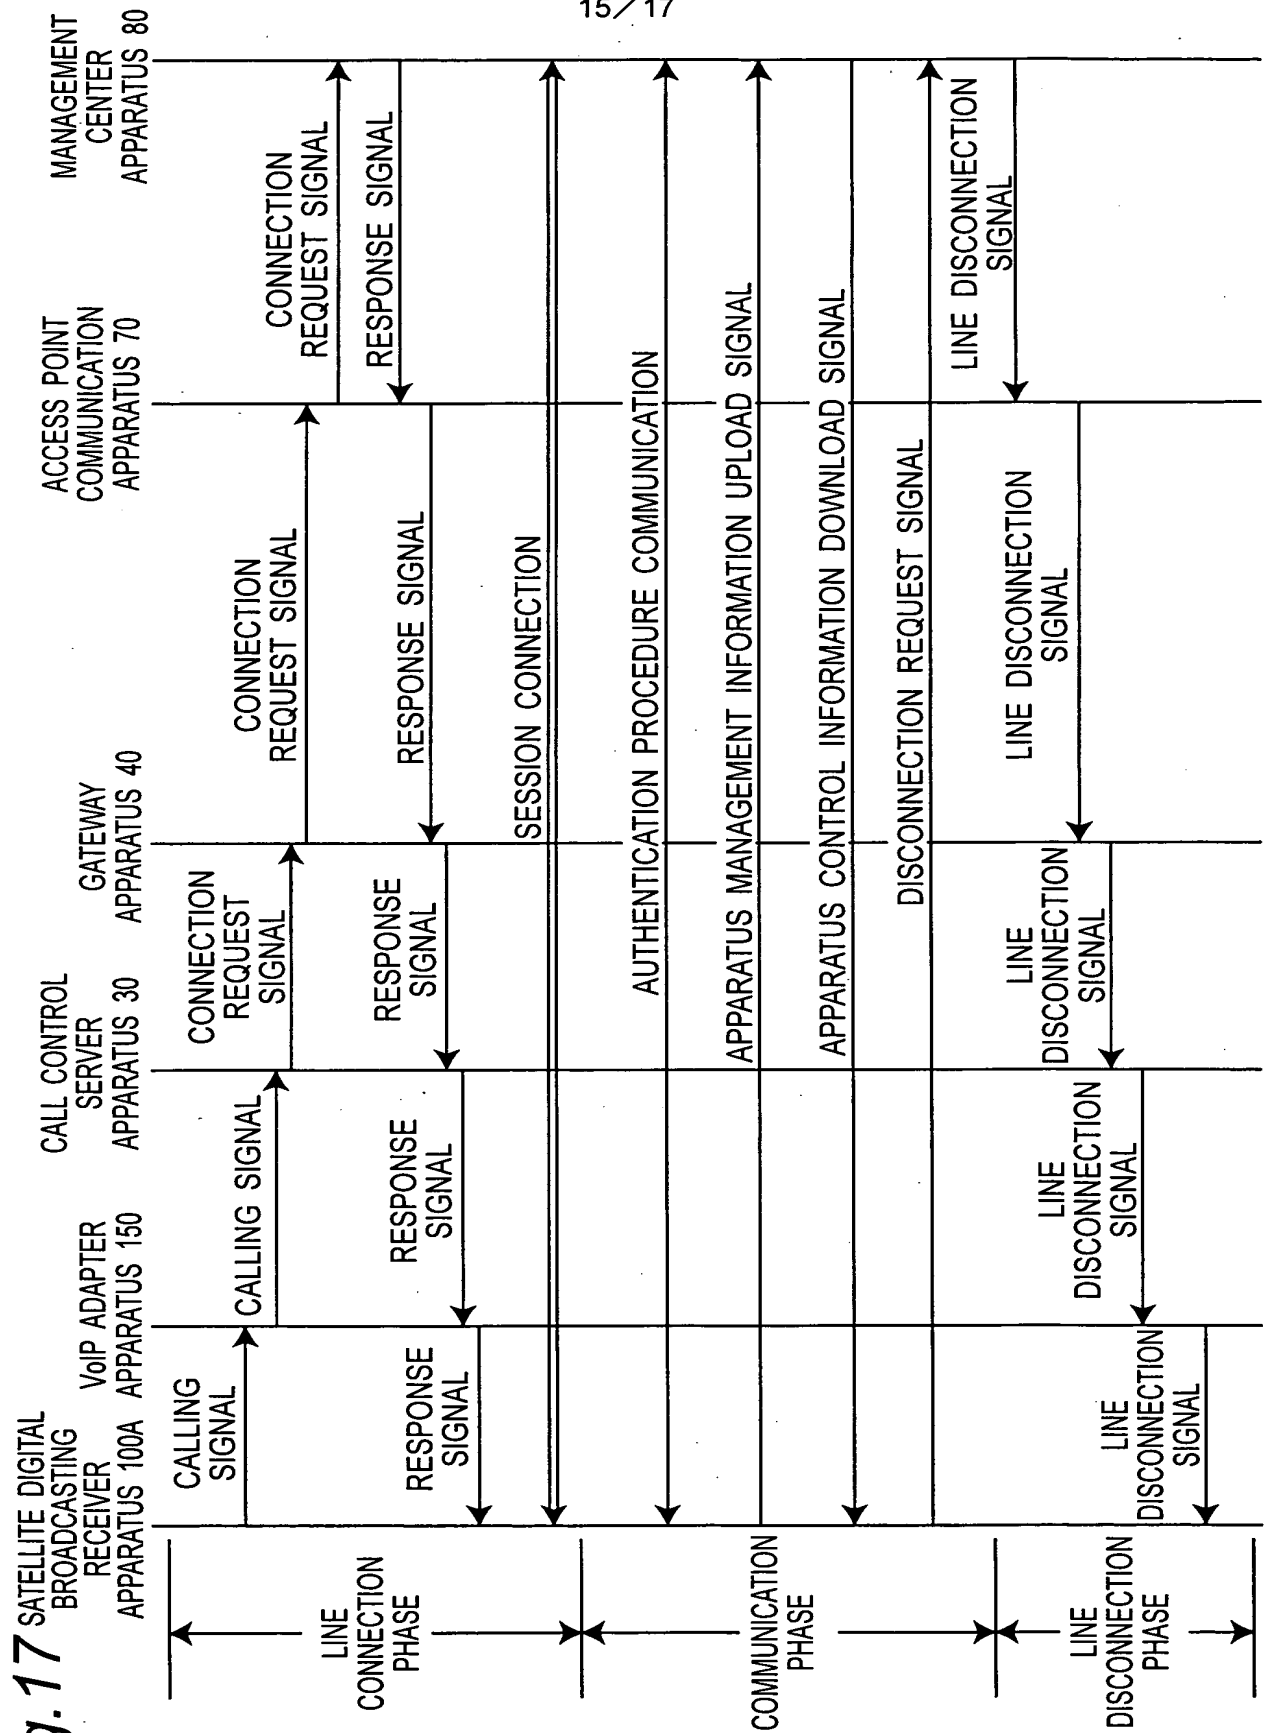 15/17
g. 17
SATELLITE DIGITAL
BROADCASTING
RECEIVER
APPARATUS 100A
VoIP ADAPTER
APPARATUS 150
CALL CONTROL
SERVER
APPARATUS 30
GATEWAY
APPARATUS 40
ACCESS POINT
COMMUNICATION
APPARATUS 70
MANAGEMENT
CENTER
APPARATUS 80
LINE
CONNECTION
PHASE
CALLING
SIGNAL
CALLING SIGNAL
CONNECTION
REQUEST
SIGNAL
CONNECTION
REQUEST SIGNAL
CONNECTION
REQUEST SIGNAL
RESPONSE SIGNAL
RESPONSE SIGNAL
RESPONSE
SIGNAL
RESPONSE
SIGNAL
RESPONSE
SIGNAL
SESSION CONNECTION
COMMUNICATION
PHASE
AUTHENTICATION PROCEDURE COMMUNICATION
APPARATUS MANAGEMENT INFORMATION UPLOAD SIGNAL
APPARATUS CONTROL INFORMATION DOWNLOAD SIGNAL
DISCONNECTION REQUEST SIGNAL
LINE
DISCONNECTION
PHASE
LINE DISCONNECTION
SIGNAL
LINE DISCONNECTION
SIGNAL
LINE
DISCONNECTION
SIGNAL
LINE
DISCONNECTION
SIGNAL
LINE
DISCONNECTION
SIGNAL